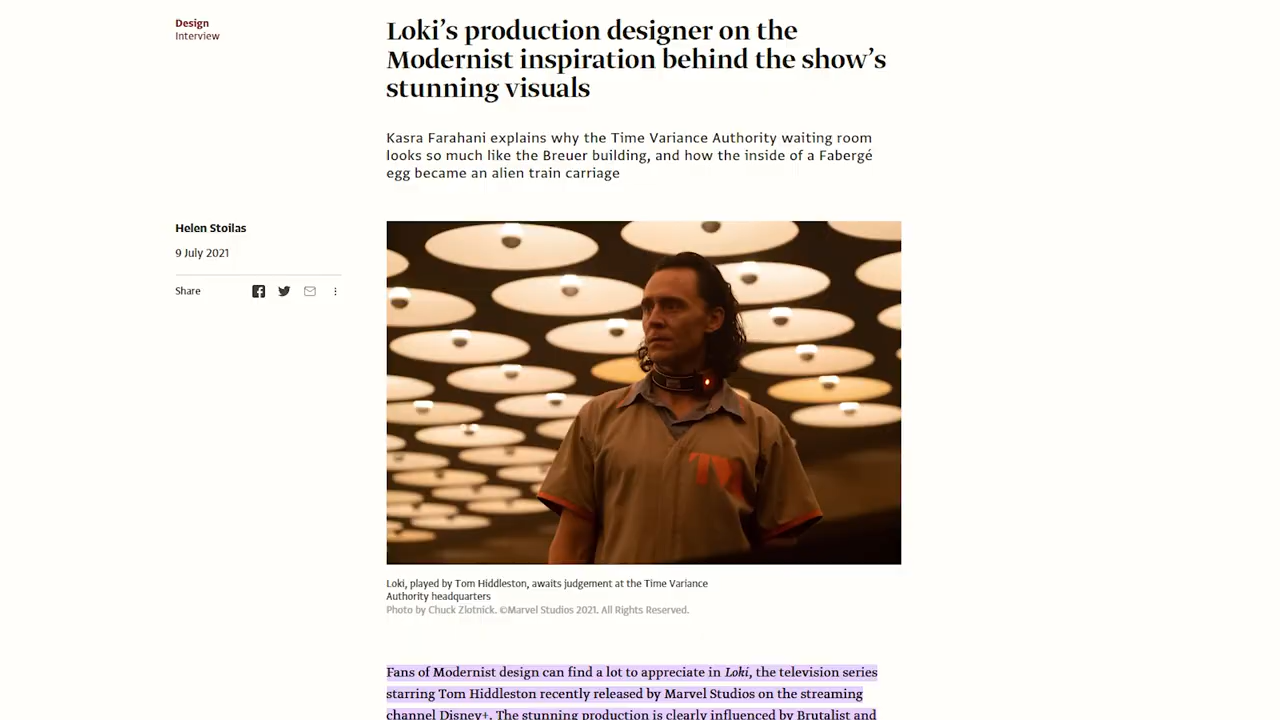 Design
Interview
Loki’s production designer on the
Modernist inspiration behind the show’s
stunning visuals
Kasra Farahani explains why the Time Variance Authority waiting room
looks so much like the Breuer building, and how the inside of a Fabergé
egg became an alien train carriage
Helen Stoilas
9 July 2021
Share
TVA
Loki, played by Tom Hiddleston, awaits judgement at the Time Variance
Authority headquarters
Photo by Chuck Zlotnick. ©Marvel Studios 2021. All Rights Reserved.
Fans of Modernist design can find a lot to appreciate in Loki, the television series
starring Tom Hiddleston recently released by Marvel Studios on the streaming
channel Disney+. The stunning production is clearly influenced by Brutalist and